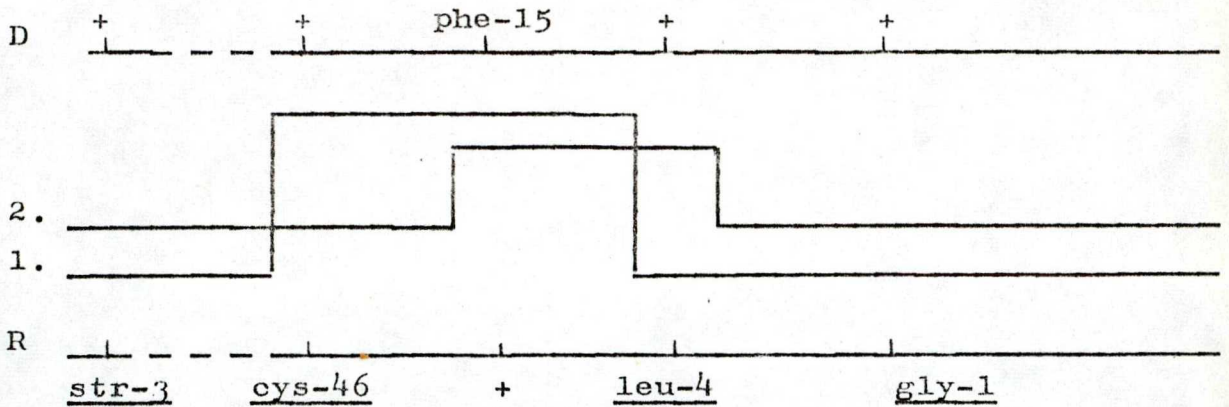 + + phe-15 + +
D
2.
1.
R
str-3 cys-46 + leu-4 gly-1